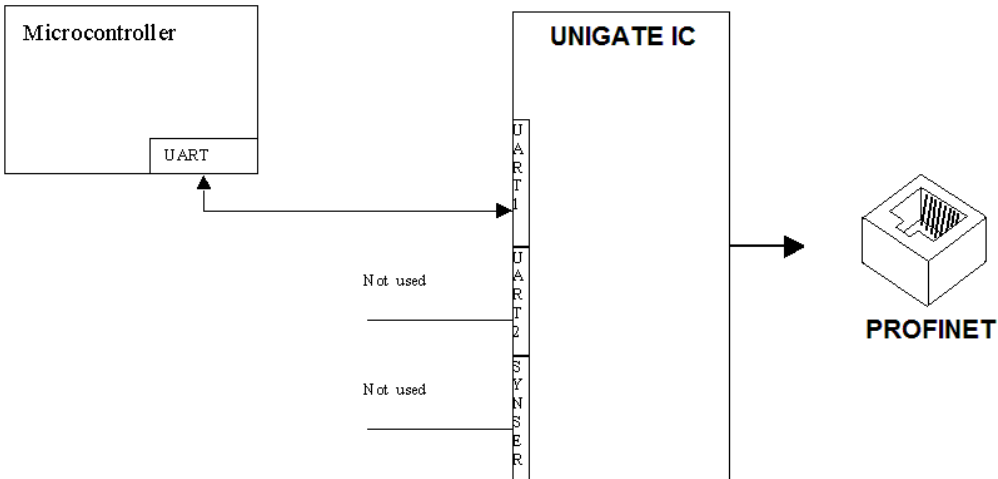 Microcontroller
UNIGATE IC
UART
UART1
UART2
Not used
SYNSER
Not used
PROFINET